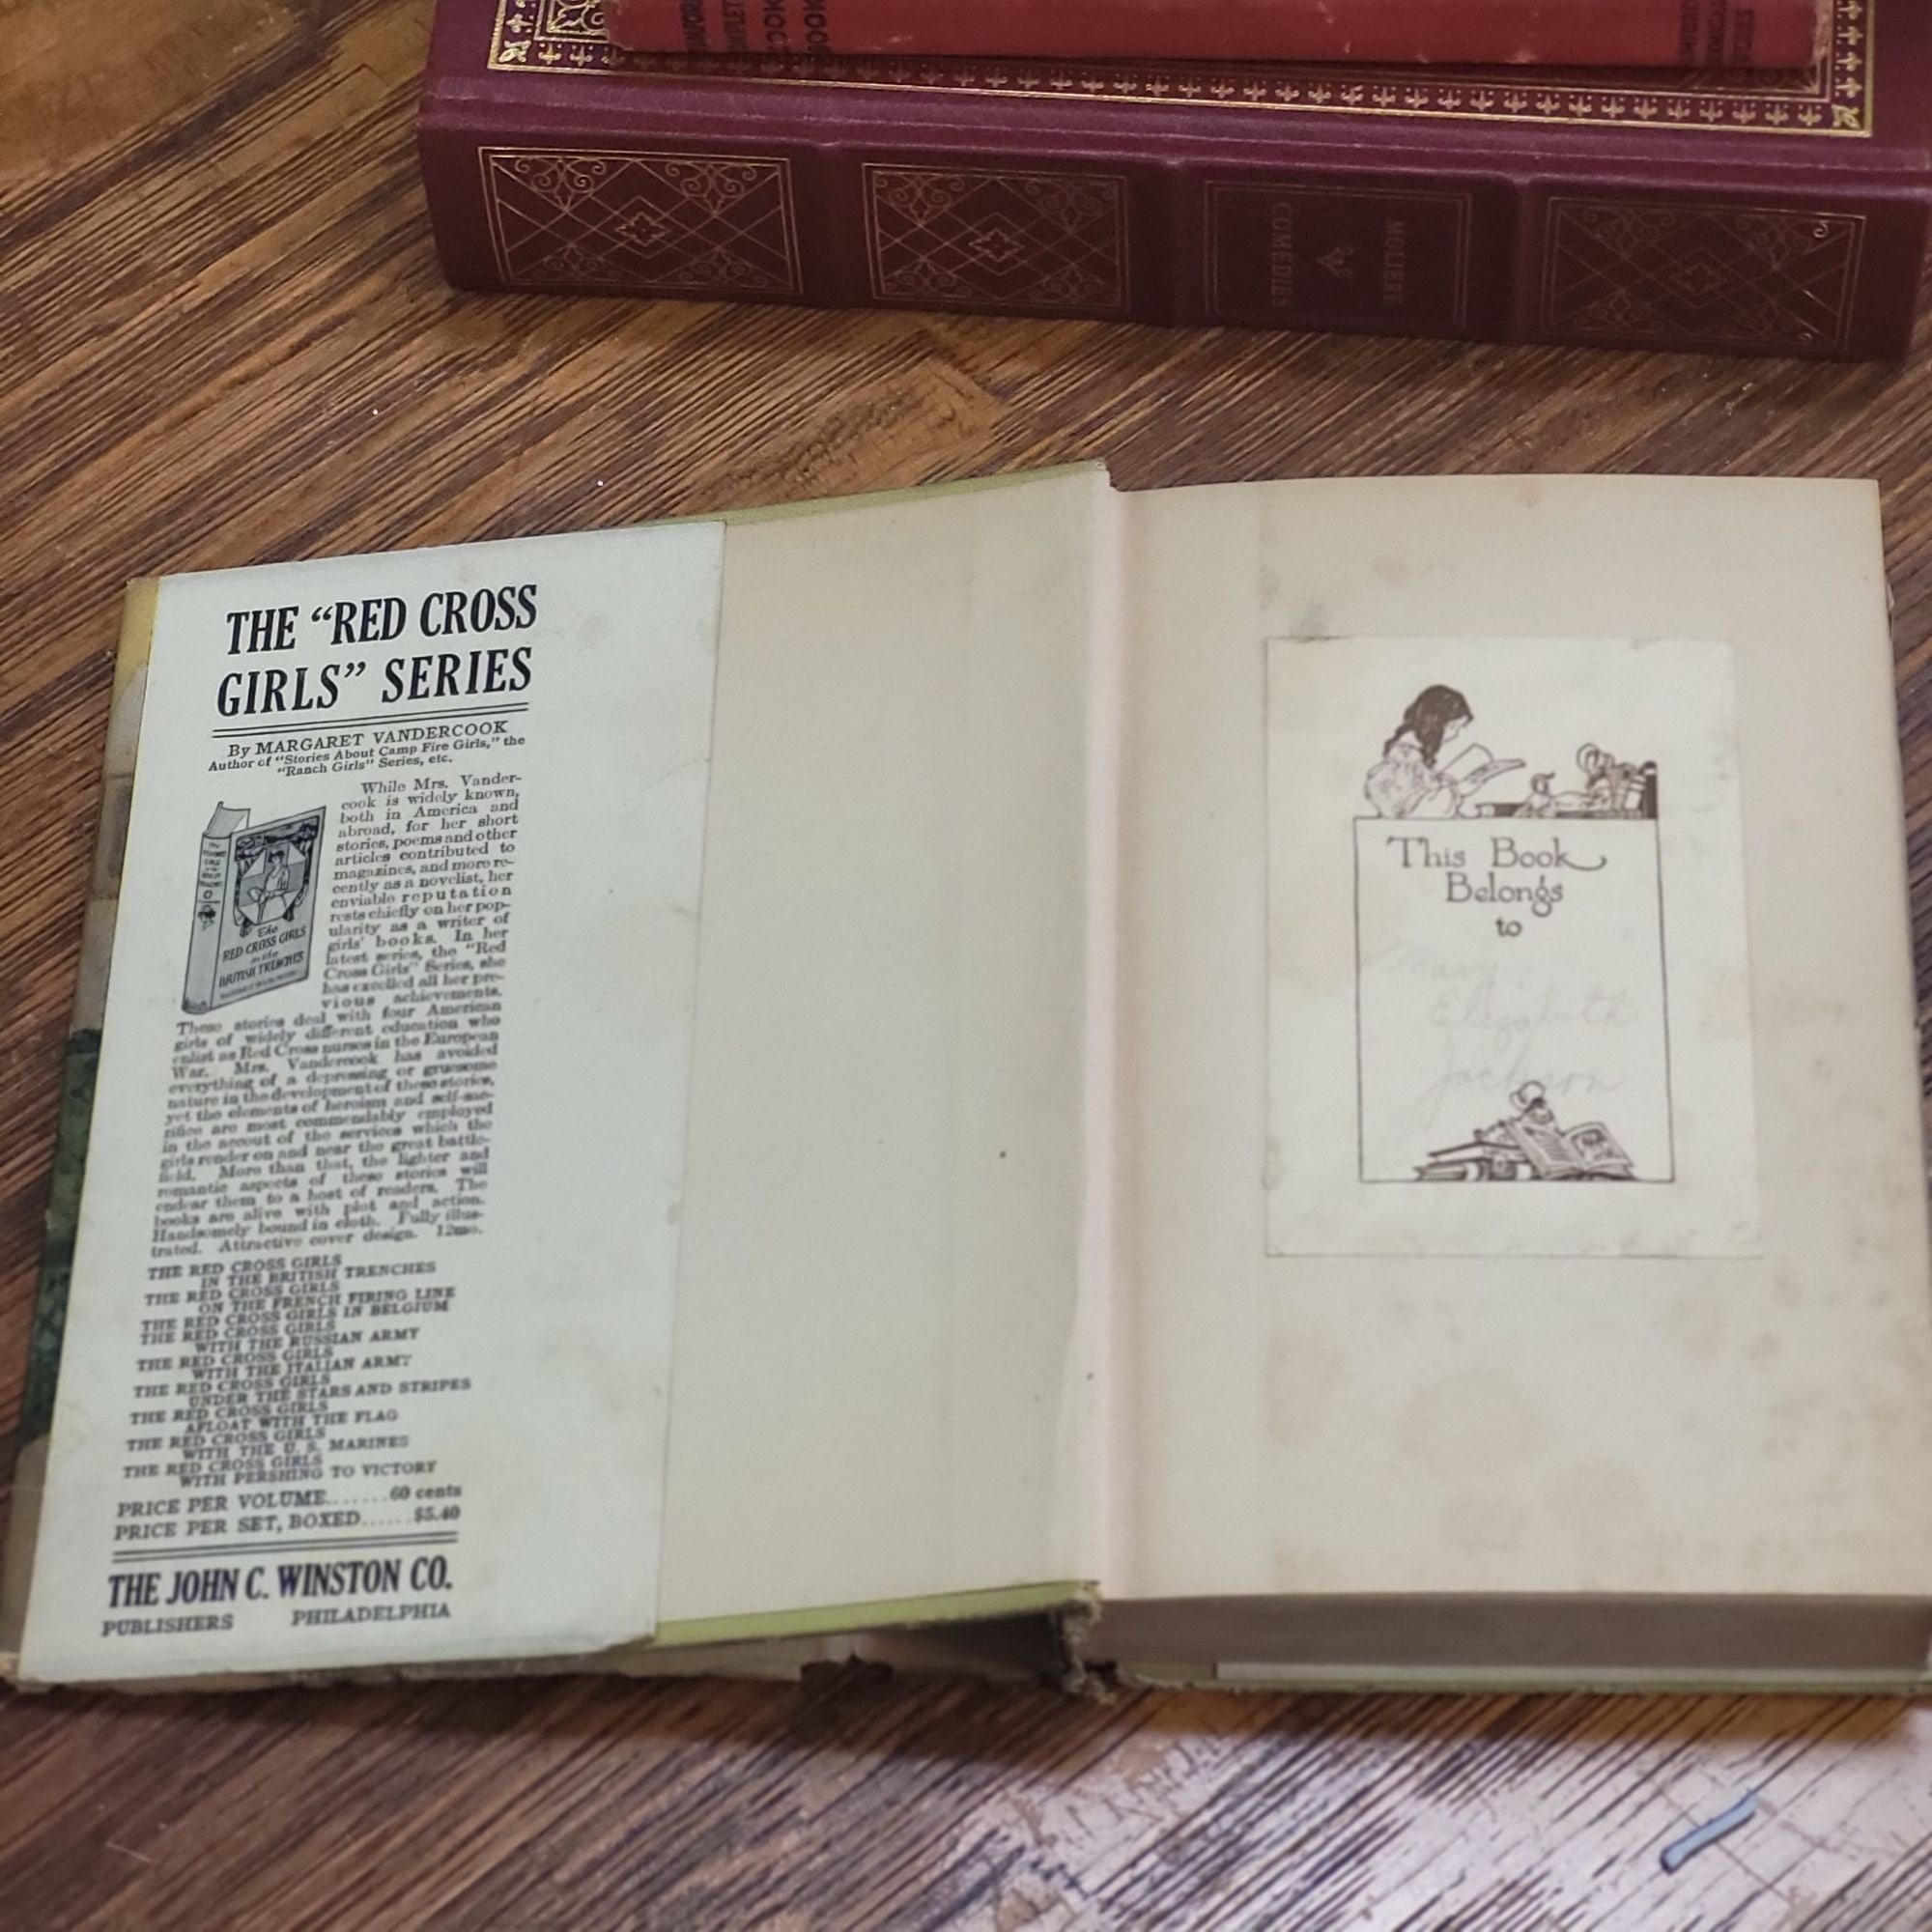 MOLIERE
COMEDIES
THE “RED CROSS
GIRLS” SERIES
By MARGARET VANDERCOOK
Author of “Stories About Camp Fire Girls,” the
“Ranch Girls” Series, etc.
While Mrs. Vander-
cook is widely known,
both in America and
abroad, for her short
stories, poems and other
articles contributed to
magazines, and more re-
cently as a novelist, her
enviable reputation
rests chiefly on her pop-
ularity as a writer of
girls' books. In her
latest series, the “Red
Cross Girls” Series, she
has excelled all her pre-
vious achievements.
The
RED CROSS GIRLS
in the
BRITISH TRENCHES
These stories deal with four American
girls of widely different education who
enlist as Red Cross nurses in the European
War. Mrs. Vandercook has avoided
everything of a depressing or gruesome
nature in the development of these stories,
yet the elements of heroism and self-sac-
rifice are most commendably employed
in the accout of the services which the
girls render on and near the great battle-
field. More than that, the lighter and
romantic aspects of these stories will
endear them to a host of readers. The
books are alive with plot and action.
Handsomely bound in cloth. Fully illus-
trated. Attractive cover design. 12mo.
THE RED CROSS GIRLS
IN THE BRITISH TRENCHES
THE RED CROSS GIRLS
ON THE FRENCH FIRING LINE
THE RED CROSS GIRLS IN BELGIUM
THE RED CROSS GIRLS
WITH THE RUSSIAN ARMY
THE RED CROSS GIRLS
WITH THE ITALIAN ARMY
THE RED CROSS GIRLS
UNDER THE STARS AND STRIPES
THE RED CROSS GIRLS
AFLOAT WITH THE FLAG
THE RED CROSS GIRLS
WITH THE U. S. MARINES
THE RED CROSS GIRLS
WITH PERSHING TO VICTORY
PRICE PER VOLUME.......60 cents
PRICE PER SET, BOXED......$5.40
THE JOHN C. WINSTON CO.
PUBLISHERS PHILADELPHIA
This Book
Belongs
to
Mary
Elizabeth
Jackson